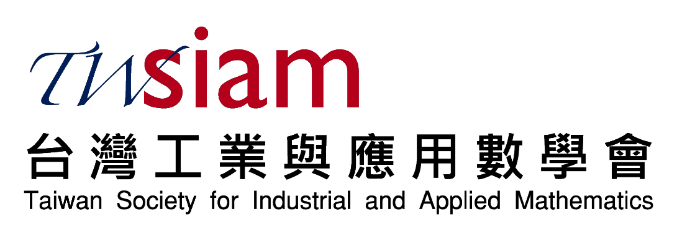 TWsiam
台灣工業與應用數學會
Taiwan Society for Industrial and Applied Mathematics